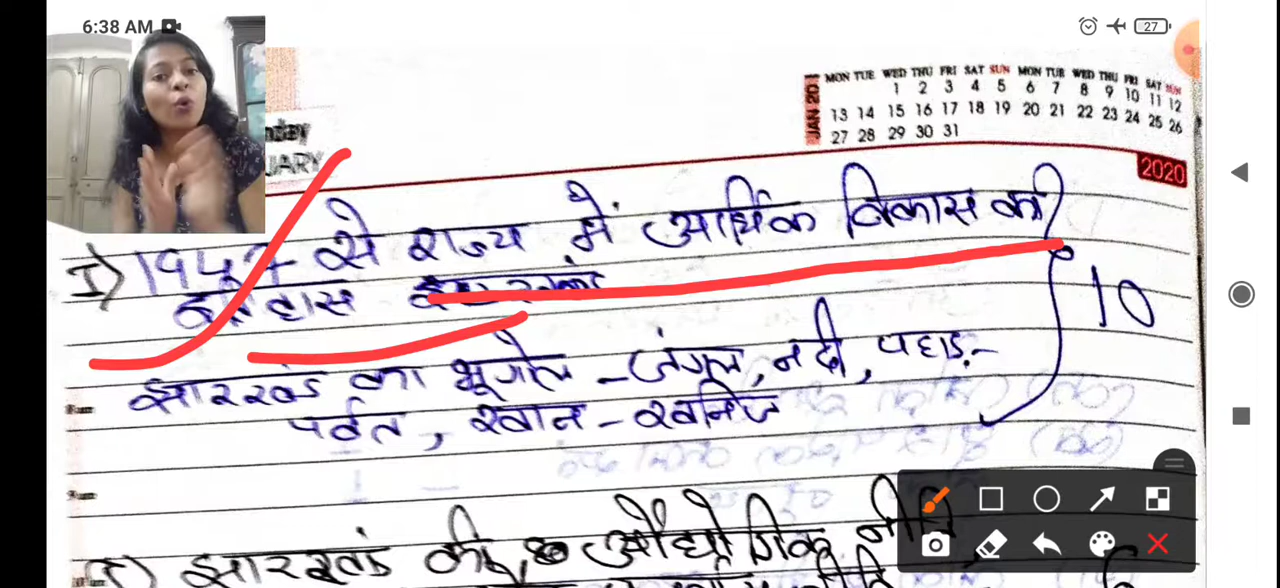 6:38 AM
27
MON TUE WED THU FRI SAT SUN MON TUE WED THU FRI SAT SUN
JAN 20
1 2 3 4 5 6 7 8 9 10 11 12
13 14 15 16 17 18 19 20 21 22 23 24 25 26
27 28 29 30 31
2020
I) 1947 से राज्य में आर्थिक विकास की
इतिहास
10
झारखंड का भूगोल - जंगल, नदी, पहाड़ -
पर्वत, खान - खनिज
झारखंड की, औद्योगिक नीति